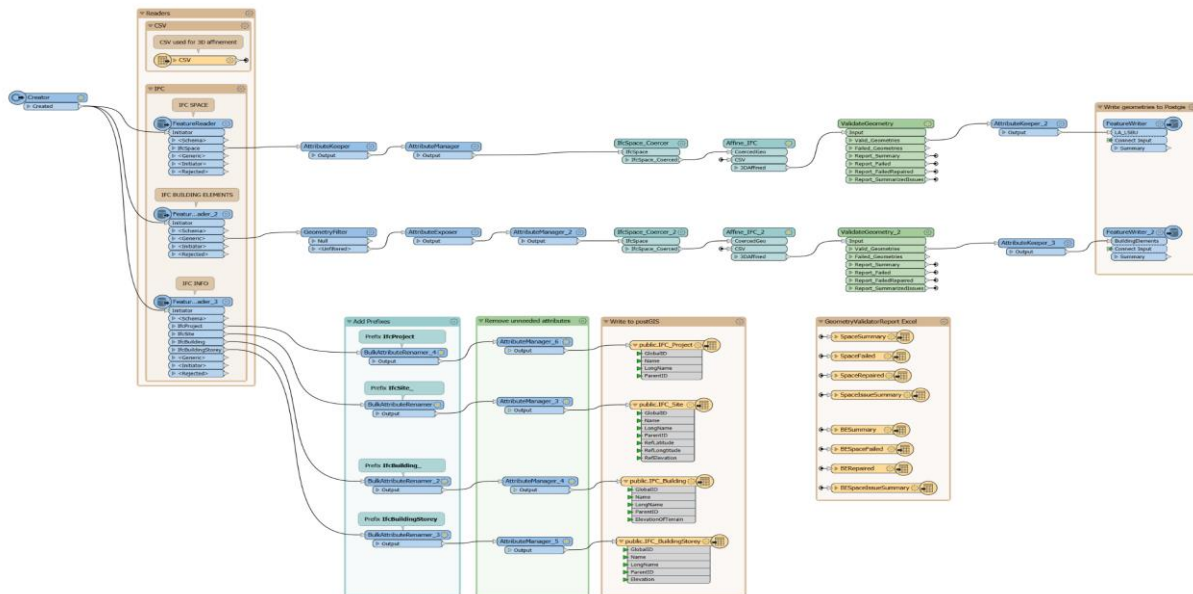 Readers
CSV
CSV used for 3D affinement
CSV
Creator
Created
IFC
IFC SPACE
FeatureReader
Initiator
<Schema>
IfcSpace
<Generic>
<Initiator>
<Rejected>
IFC BUILDING ELEMENTS
Featur...ader_2
Initiator
<Schema>
<Generic>
<Initiator>
<Rejected>
IFC INFO
Featur...ader_3
Initiator
<Schema>
IfcProject
IfcSite
IfcBuilding
IfcBuildingStorey
<Generic>
<Initiator>
<Rejected>
AttributeKeeper
Output
AttributeManager
Output
IfcSpace_Coercer
IfcSpace
IfcSpace_Coerced
Affine_IFC
CoercedGeo
CSV
3DAffined
ValidateGeometry
Input
Valid_Geometries
Failed_Geometries
Report_Summary
Report_Failed
Report_FailedRepaired
Report_SummarizedIssues
AttributeKeeper_2
Output
Write geometries to Postgis
FeatureWriter
LA_LSBU
Connect Input
Summary
GeometryFilter
Null
<Unfiltered>
AttributeExposer
Output
AttributeManager_2
Output
IfcSpace_Coercer_2
IfcSpace
IfcSpace_Coerced
Affine_IFC_2
CoercedGeo
CSV
3DAffined
ValidateGeometry_2
Input
Valid_Geometries
Failed_Geometries
Report_Summary
Report_Failed
Report_FailedRepaired
Report_SummarizedIssues
AttributeKeeper_3
Output
FeatureWriter_2
BuildingElements
Connect Input
Summary
Add Prefixes
Prefix IfcProject
BulkAttributeRenamer_4
Output
Prefix IfcSite_
BulkAttributeRenamer
Output
Prefix IfcBuilding_
BulkAttributeRenamer_2
Output
Prefix IfcBuildingStorey
BulkAttributeRenamer_3
Output
Remove unneeded attributes
AttributeManager_6
Output
AttributeManager_3
Output
AttributeManager_4
Output
AttributeManager_5
Output
Write to postGIS
public.IFC_Project
GlobalID
Name
LongName
ParentID
public.IFC_Site
GlobalID
Name
LongName
ParentID
RefLatitude
RefLongitude
RefElevation
public.IFC_Building
GlobalID
Name
LongName
ParentID
ElevationOfTerrain
public.IFC_BuildingStorey
GlobalID
Name
LongName
ParentID
Elevation
GeometryValidatorReport Excel
SpaceSummary
SpaceFailed
SpaceRepaired
SpaceIssueSummary
BESummary
BESpaceFailed
BERepaired
BESpaceIssueSummary